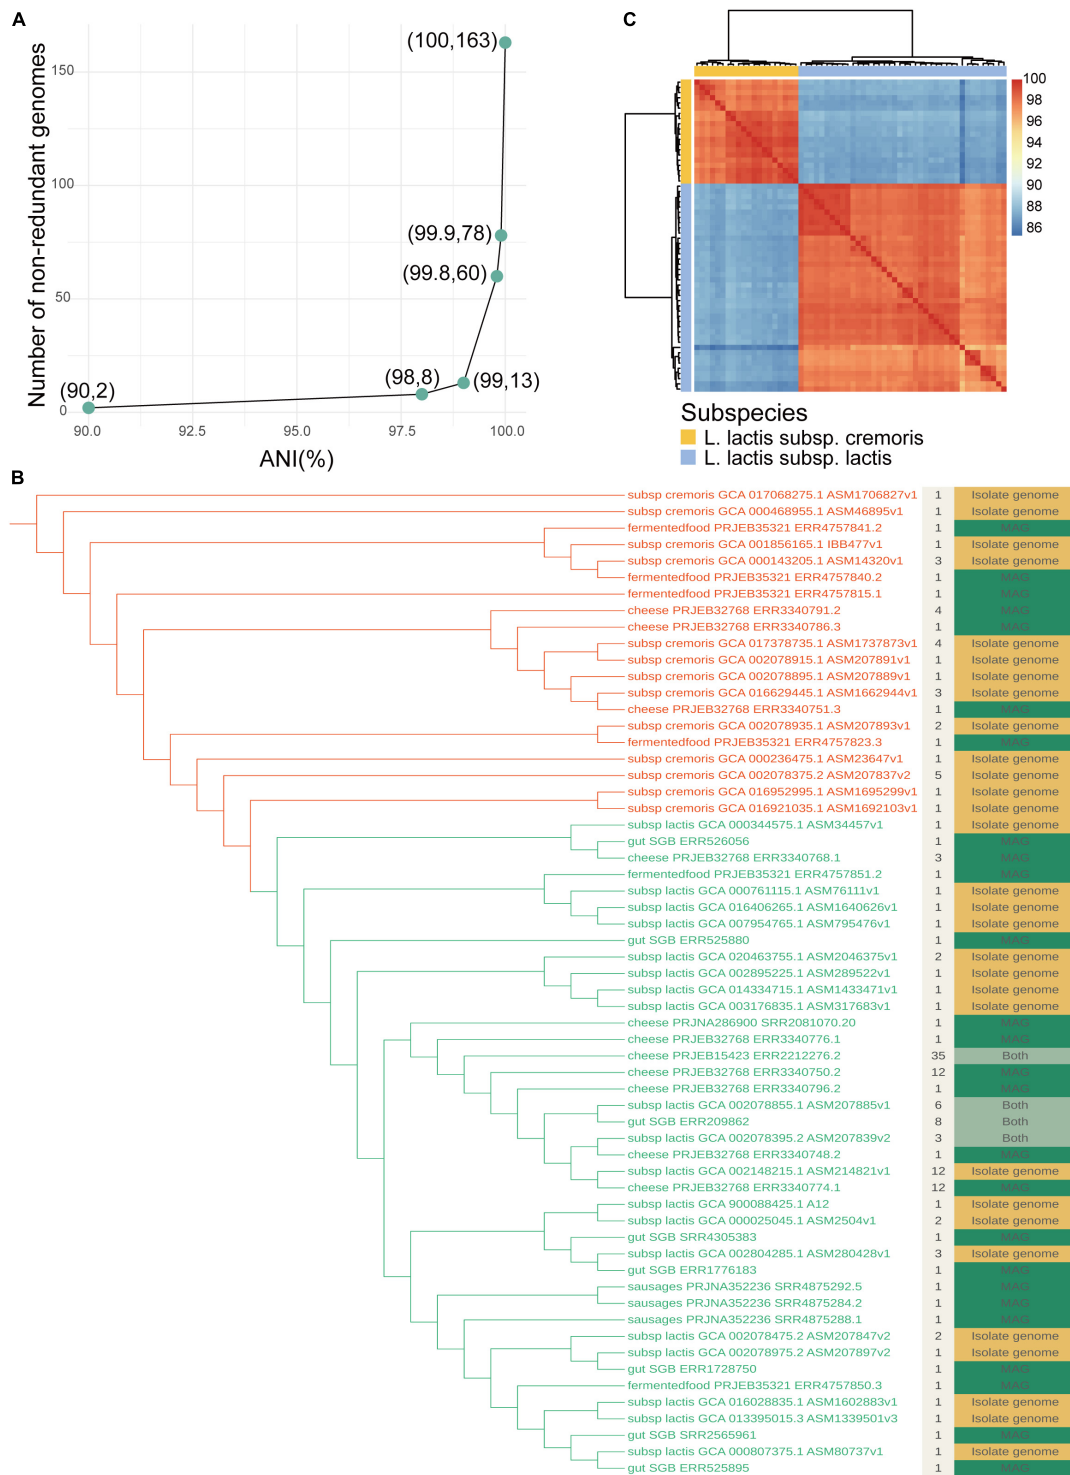 A
Number of non-redundant genomes
150
100
50
0
(100,163)
(99.9,78)
(99.8,60)
(90,2)
(98,8)
(99,13)
90.0 92.5 95.0 97.5 100.0
ANI(%)
C
100
98
96
94
92
90
88
86
Subspecies
L. lactis subsp. cremoris
L. lactis subsp. lactis
B
subsp cremoris GCA 017068275.1 ASM1706827v1 1 Isolate genome
subsp cremoris GCA 000468955.1 ASM46895v1 1 Isolate genome
fermentedfood PRJEB35321 ERR4757841.2 1 MAG
subsp cremoris GCA 001856165.1 IBB477v1 1 Isolate genome
subsp cremoris GCA 000143205.1 ASM14320v1 3 Isolate genome
fermentedfood PRJEB35321 ERR4757840.2 1 MAG
fermentedfood PRJEB35321 ERR4757815.1 1 MAG
cheese PRJEB32768 ERR3340791.2 4 MAG
cheese PRJEB32768 ERR3340786.3 1 MAG
subsp cremoris GCA 017378735.1 ASM1737873v1 4 Isolate genome
subsp cremoris GCA 002078915.1 ASM207891v1 1 Isolate genome
subsp cremoris GCA 002078895.1 ASM207889v1 1 Isolate genome
subsp cremoris GCA 016629445.1 ASM1662944v1 3 Isolate genome
cheese PRJEB32768 ERR3340751.3 1 MAG
subsp cremoris GCA 002078935.1 ASM207893v1 2 Isolate genome
fermentedfood PRJEB35321 ERR4757823.3 1 MAG
subsp cremoris GCA 000236475.1 ASM23647v1 1 Isolate genome
subsp cremoris GCA 002078375.2 ASM207837v2 5 Isolate genome
subsp cremoris GCA 016952995.1 ASM1695299v1 1 Isolate genome
subsp cremoris GCA 016921035.1 ASM1692103v1 1 Isolate genome
subsp lactis GCA 000344575.1 ASM34457v1 1 Isolate genome
gut SGB ERR526056 1 MAG
cheese PRJEB32768 ERR3340768.1 3 MAG
fermentedfood PRJEB35321 ERR4757851.2 1 MAG
subsp lactis GCA 000761115.1 ASM76111v1 1 Isolate genome
subsp lactis GCA 016406265.1 ASM1640626v1 1 Isolate genome
subsp lactis GCA 007954765.1 ASM795476v1 1 Isolate genome
gut SGB ERR525880 1 MAG
subsp lactis GCA 020463755.1 ASM2046375v1 2 Isolate genome
subsp lactis GCA 002895225.1 ASM289522v1 1 Isolate genome
subsp lactis GCA 014334715.1 ASM1433471v1 1 Isolate genome
subsp lactis GCA 003176835.1 ASM317683v1 1 Isolate genome
cheese PRJNA286900 SRR2081070.20 1 MAG
cheese PRJEB32768 ERR3340776.1 1 MAG
cheese PRJEB15423 ERR2212276.2 35 Both
cheese PRJEB32768 ERR3340750.2 12 MAG
cheese PRJEB32768 ERR3340796.2 1 MAG
subsp lactis GCA 002078855.1 ASM207885v1 6 Both
gut SGB ERR209862 8 Both
subsp lactis GCA 002078395.2 ASM207839v2 3 Both
cheese PRJEB32768 ERR3340748.2 1 MAG
subsp lactis GCA 002148215.1 ASM214821v1 12 Isolate genome
cheese PRJEB32768 ERR3340774.1 12 MAG
subsp lactis GCA 900088425.1 A12 1 Isolate genome
subsp lactis GCA 000025045.1 ASM2504v1 2 Isolate genome
gut SGB SRR4305383 1 MAG
subsp lactis GCA 002804285.1 ASM280428v1 3 Isolate genome
gut SGB ERR1776183 1 MAG
sausages PRJNA352236 SRR4875292.5 1 MAG
sausages PRJNA352236 SRR4875284.2 1 MAG
sausages PRJNA352236 SRR4875288.1 1 MAG
subsp lactis GCA 002078475.2 ASM207847v2 2 Isolate genome
subsp lactis GCA 002078975.2 ASM207897v2 1 Isolate genome
gut SGB ERR1728750 1 MAG
fermentedfood PRJEB35321 ERR4757850.3 1 MAG
subsp lactis GCA 016028835.1 ASM1602883v1 1 Isolate genome
subsp lactis GCA 013395015.3 ASM1339501v3 1 Isolate genome
gut SGB SRR2565961 1 MAG
subsp lactis GCA 000807375.1 ASM80737v1 1 Isolate genome
gut SGB ERR525895 1 MAG